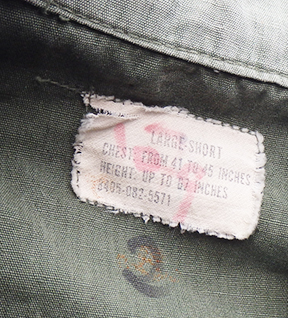 LARGE-SHORT
CHEST: FROM 41 TO 45 INCHES
HEIGHT: UP TO 67 INCHES
8405-082-5571